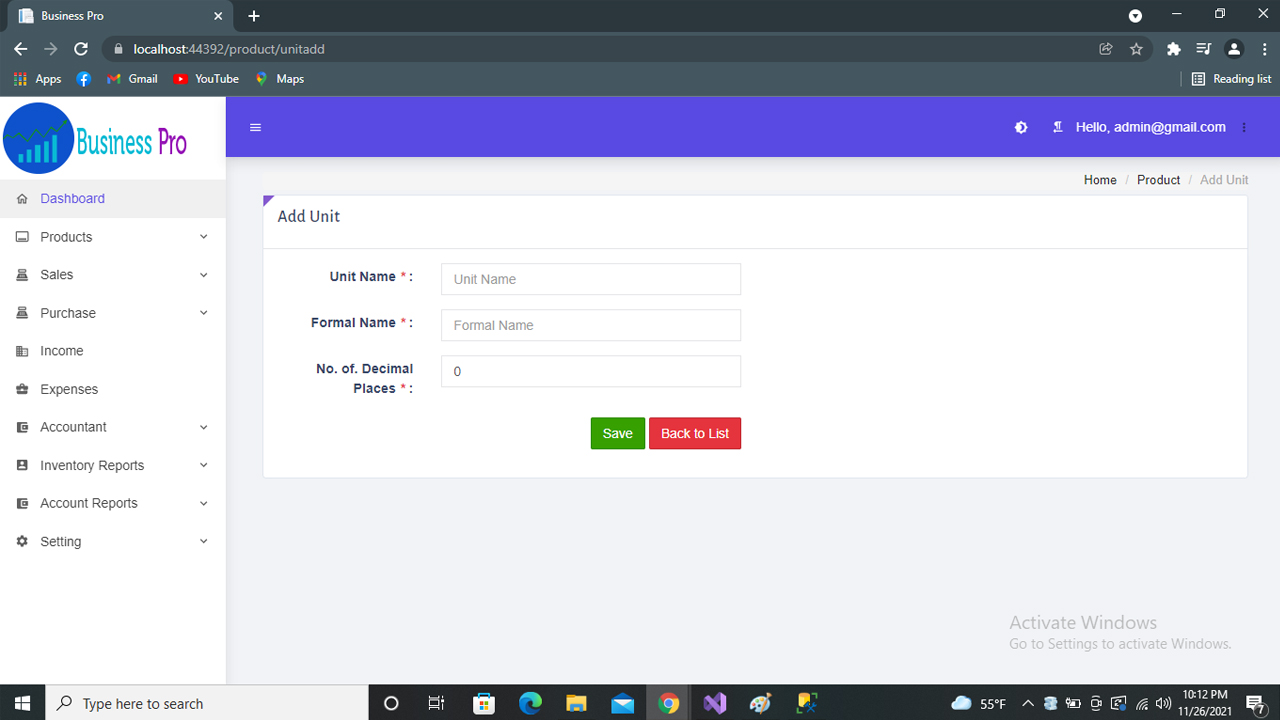 Business Pro
localhost:44392/product/unitadd
Apps
Gmail
YouTube
Maps
Reading list
Business Pro
Hello, admin@gmail.com
Home / Product / Add Unit
Dashboard
Products
Sales
Purchase
Income
Expenses
Accountant
Inventory Reports
Account Reports
Setting
Add Unit
Unit Name * :
Unit Name
Formal Name * :
Formal Name
No. of. Decimal
Places * :
0
Save
Back to List
Activate Windows
Go to Settings to activate Windows.
Type here to search
55°F
10:12 PM
11/26/2021
7